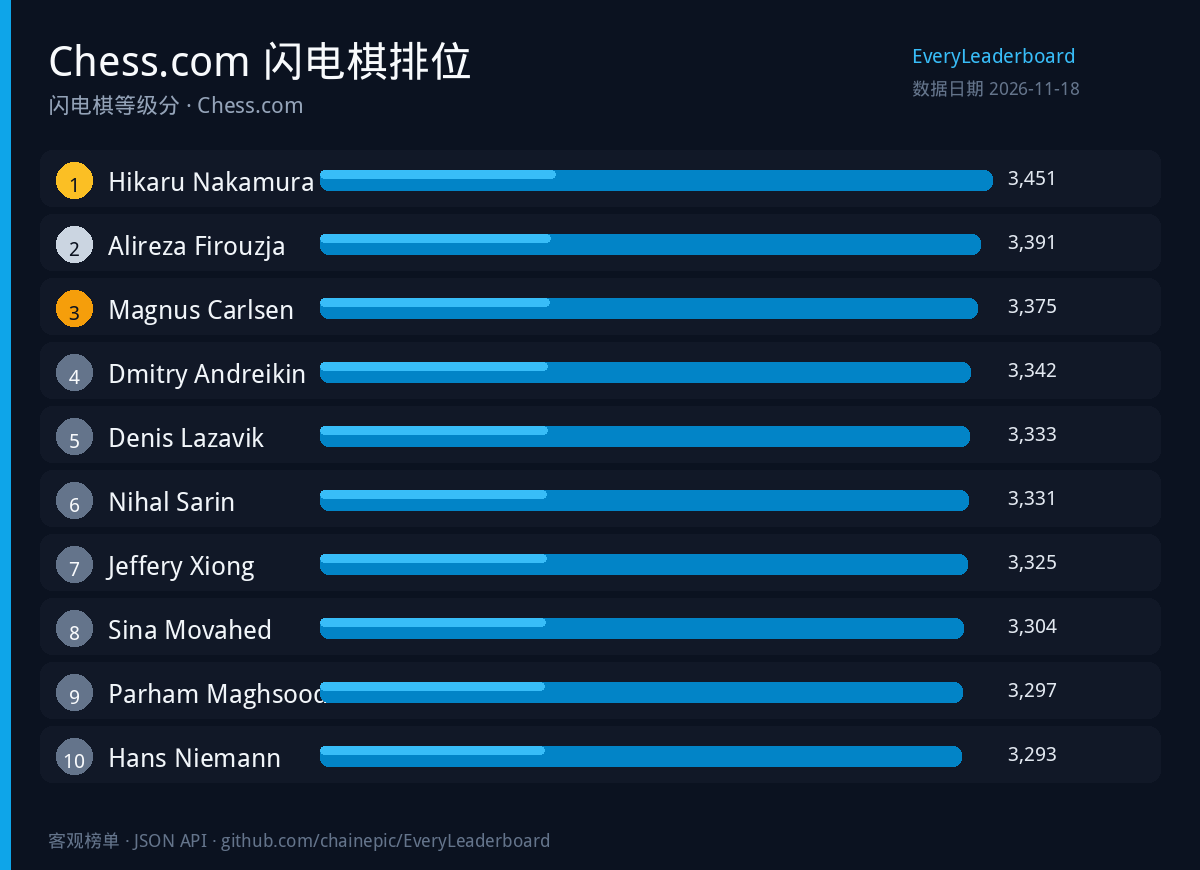 Chess.com 闪电棋排位
闪电棋等级分 · Chess.com
EveryLeaderboard
数据日期 2026-11-18
1 Hikaru Nakamura 3,451
2 Alireza Firouzja 3,391
3 Magnus Carlsen 3,375
4 Dmitry Andreikin 3,342
5 Denis Lazavik 3,333
6 Nihal Sarin 3,331
7 Jeffery Xiong 3,325
8 Sina Movahed 3,304
9 Parham Maghsood 3,297
10 Hans Niemann 3,293
客观榜单 · JSON API · github.com/chainepic/EveryLeaderboard